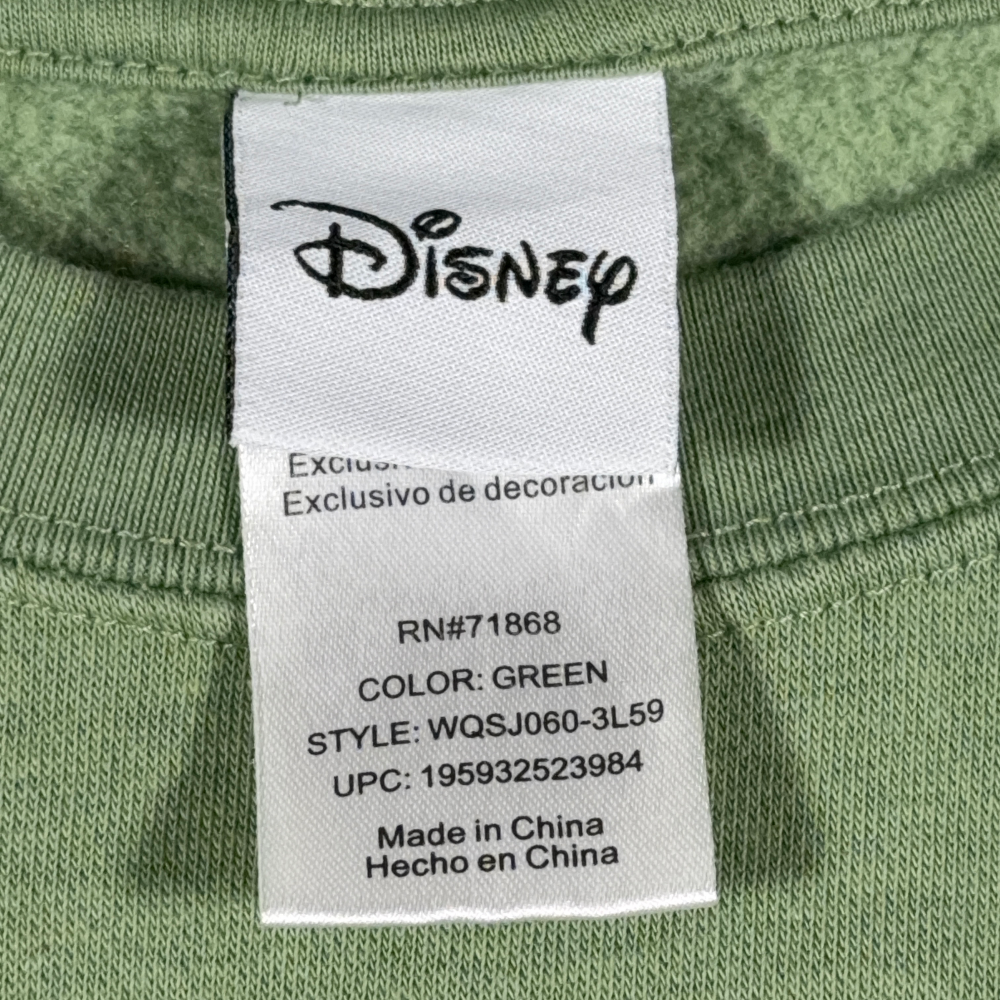 Disney
Exclusivo de decoración
RN#71868
COLOR: GREEN
STYLE: WQSJ060-3L59
UPC: 195932523984
Made in China
Hecho en China